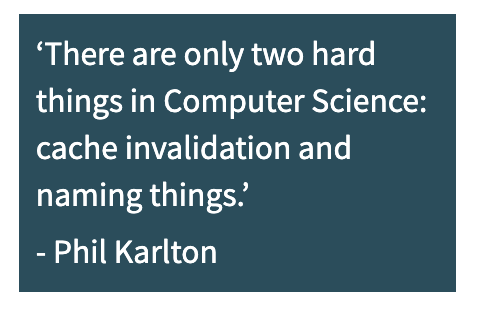 ‘There are only two hard
things in Computer Science:
cache invalidation and
naming things.’
- Phil Karlton